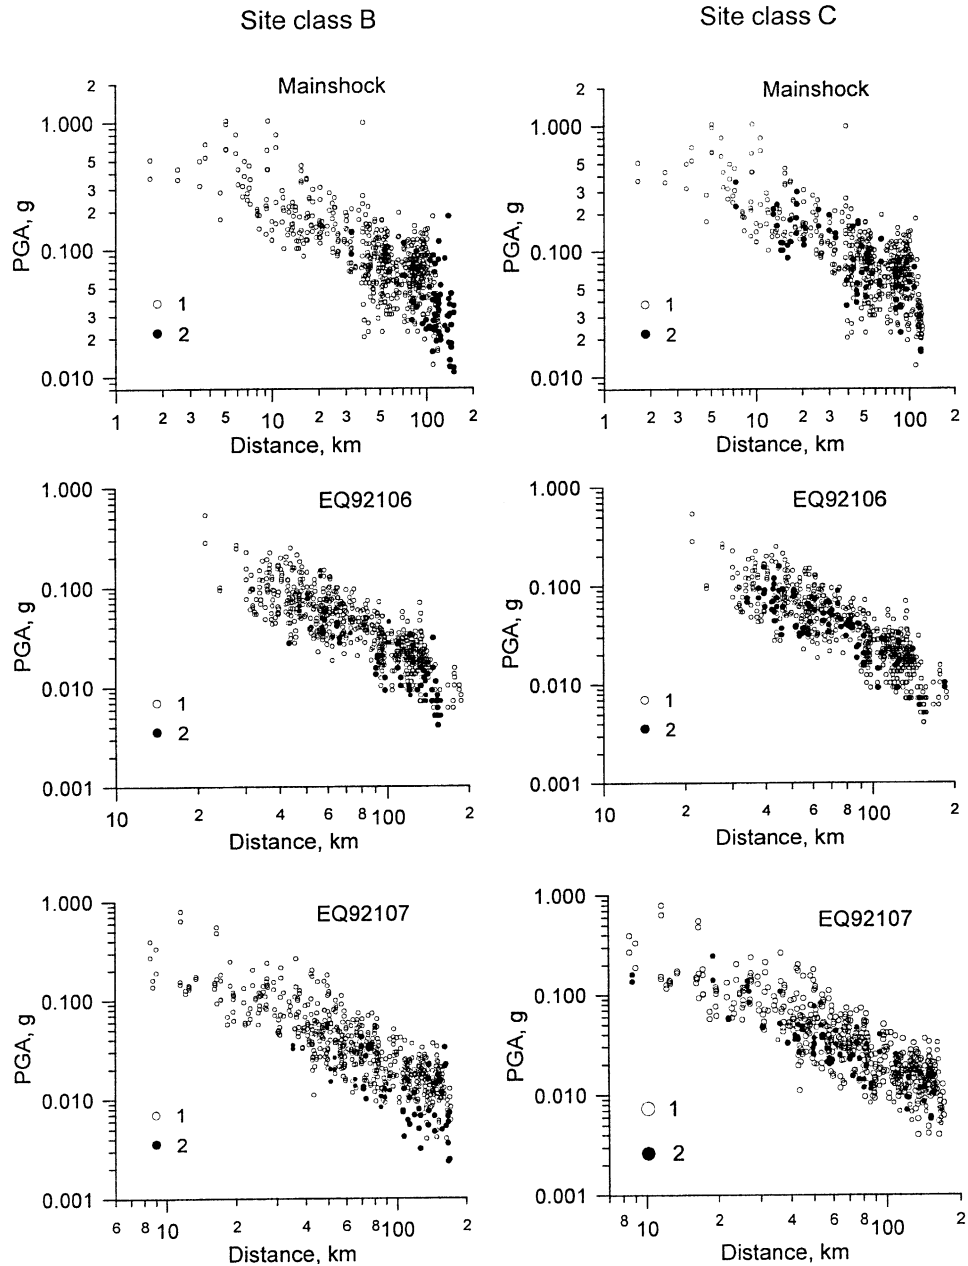 Site class B
Site class C
Mainshock
2
1.000
5
3
2
0.100
5
3
2
0.010
PGA, g
1
2
1 2 3 5 10 2 3 5 100 2
Distance, km
Mainshock
2
1.000
5
3
2
0.100
5
3
2
0.010
PGA, g
1
2
1 2 3 5 10 2 3 5 100 2
Distance, km
EQ92106
1.000
0.100
0.010
0.001
PGA, g
1
2
10 2 4 6 8 100 2
Distance, km
EQ92106
1.000
0.100
0.010
0.001
PGA, g
1
2
10 2 4 6 8 100 2
Distance, km
EQ92107
1.000
0.100
0.010
0.001
PGA, g
1
2
6 8 10 2 4 6 8 100 2
Distance, km
EQ92107
1.000
0.100
0.010
0.001
PGA, g
1
2
8 10 2 4 6 8 100 2
Distance, km